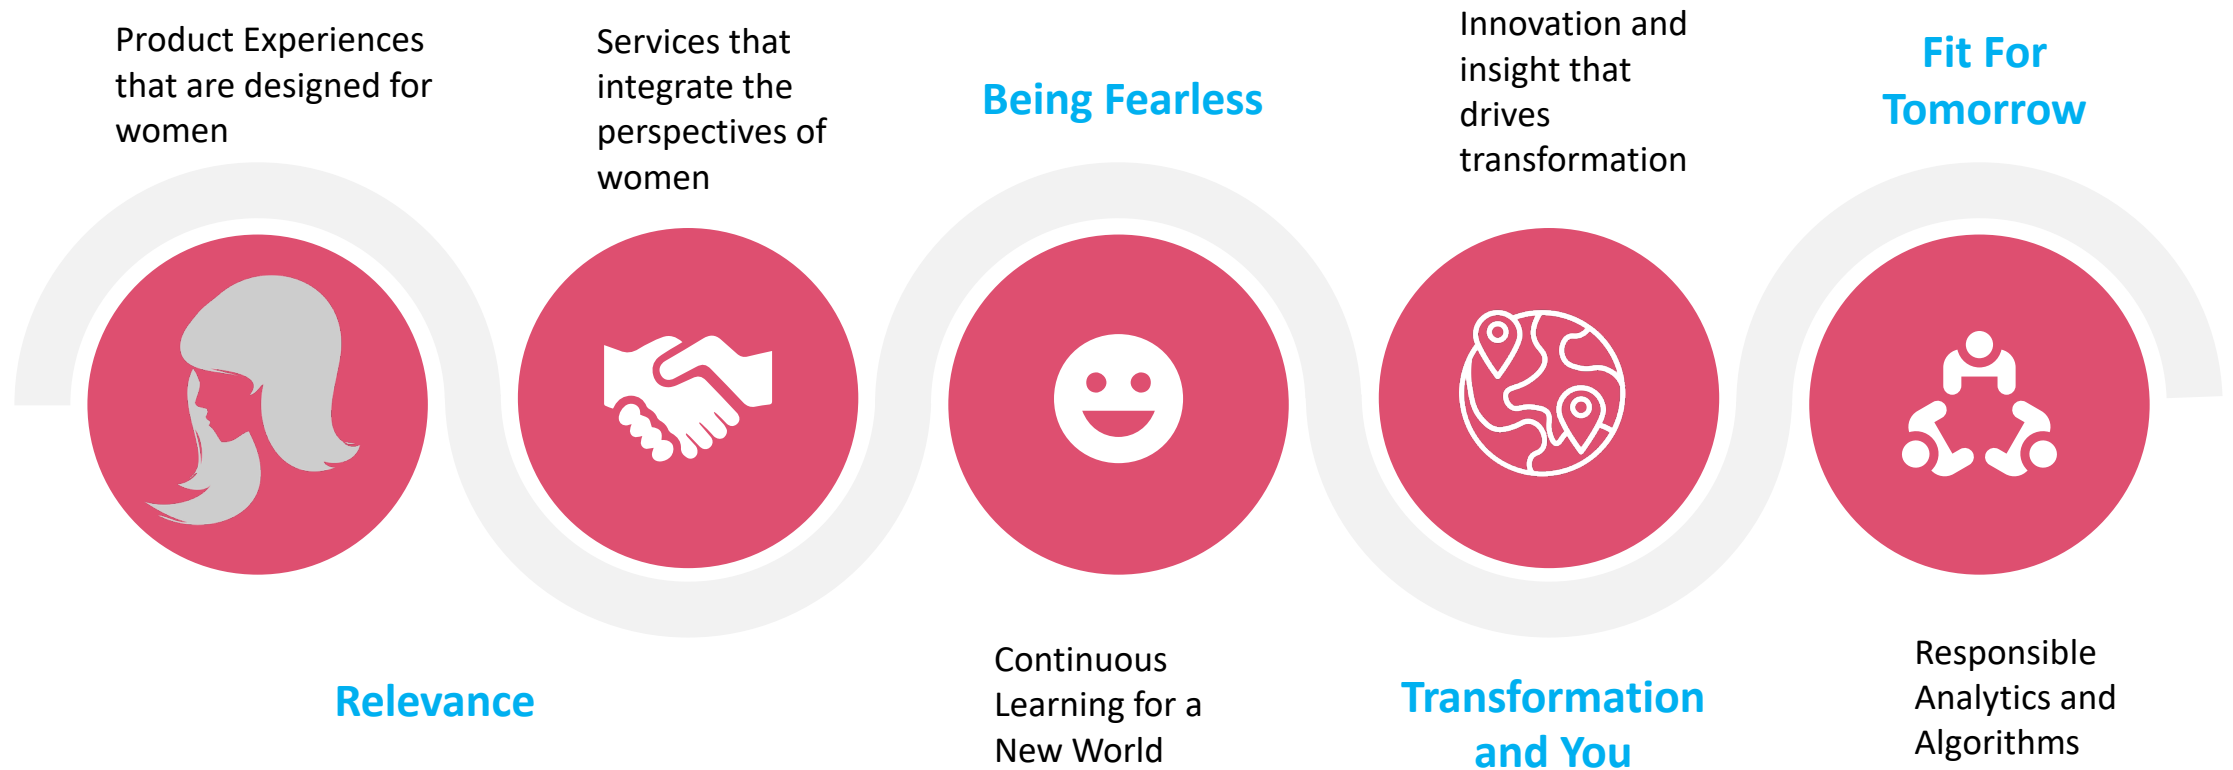 Product Experiences
that are designed for
women
Services that
integrate the
perspectives of
women
Being Fearless
Innovation and
insight that
drives
transformation
Fit For
Tomorrow
Relevance
Continuous
Learning for a
New World
Transformation
and You
Responsible
Analytics and
Algorithms